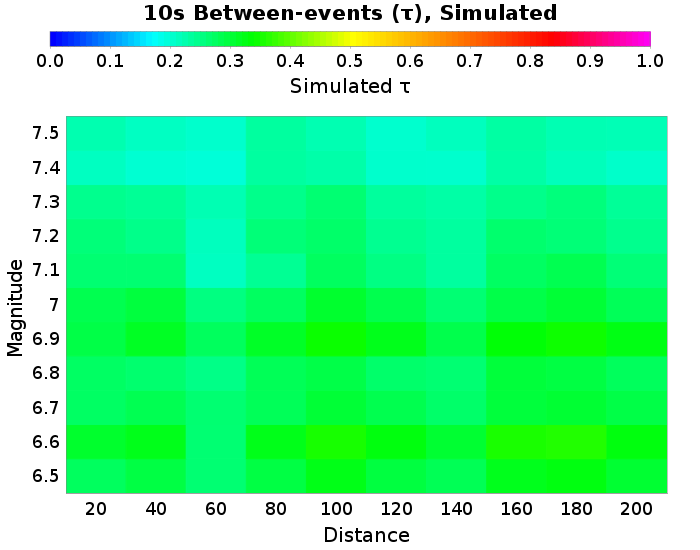 10s Between-events (τ), Simulated
0.0 0.1 0.2 0.3 0.4 0.5 0.6 0.7 0.8 0.9 1.0
Simulated τ
Magnitude
7.5
7.4
7.3
7.2
7.1
7
6.9
6.8
6.7
6.6
6.5
20 40 60 80 100 120 140 160 180 200
Distance